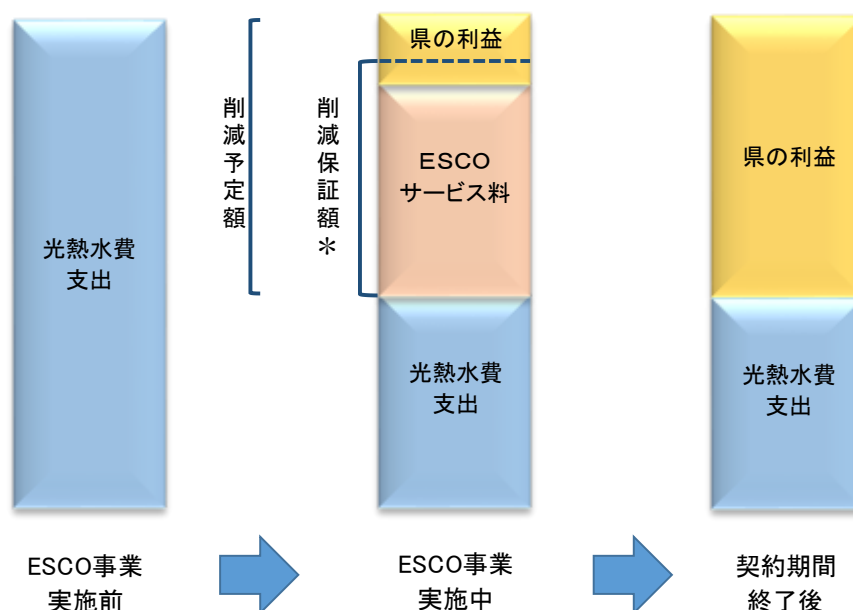 光熱水費
支出
削減予定額
削減保証額＊
県の利益
ESCO
サービス料
光熱水費
支出
県の利益
光熱水費
支出
ESCO事業
実施前
ESCO事業
実施中
契約期間
終了後